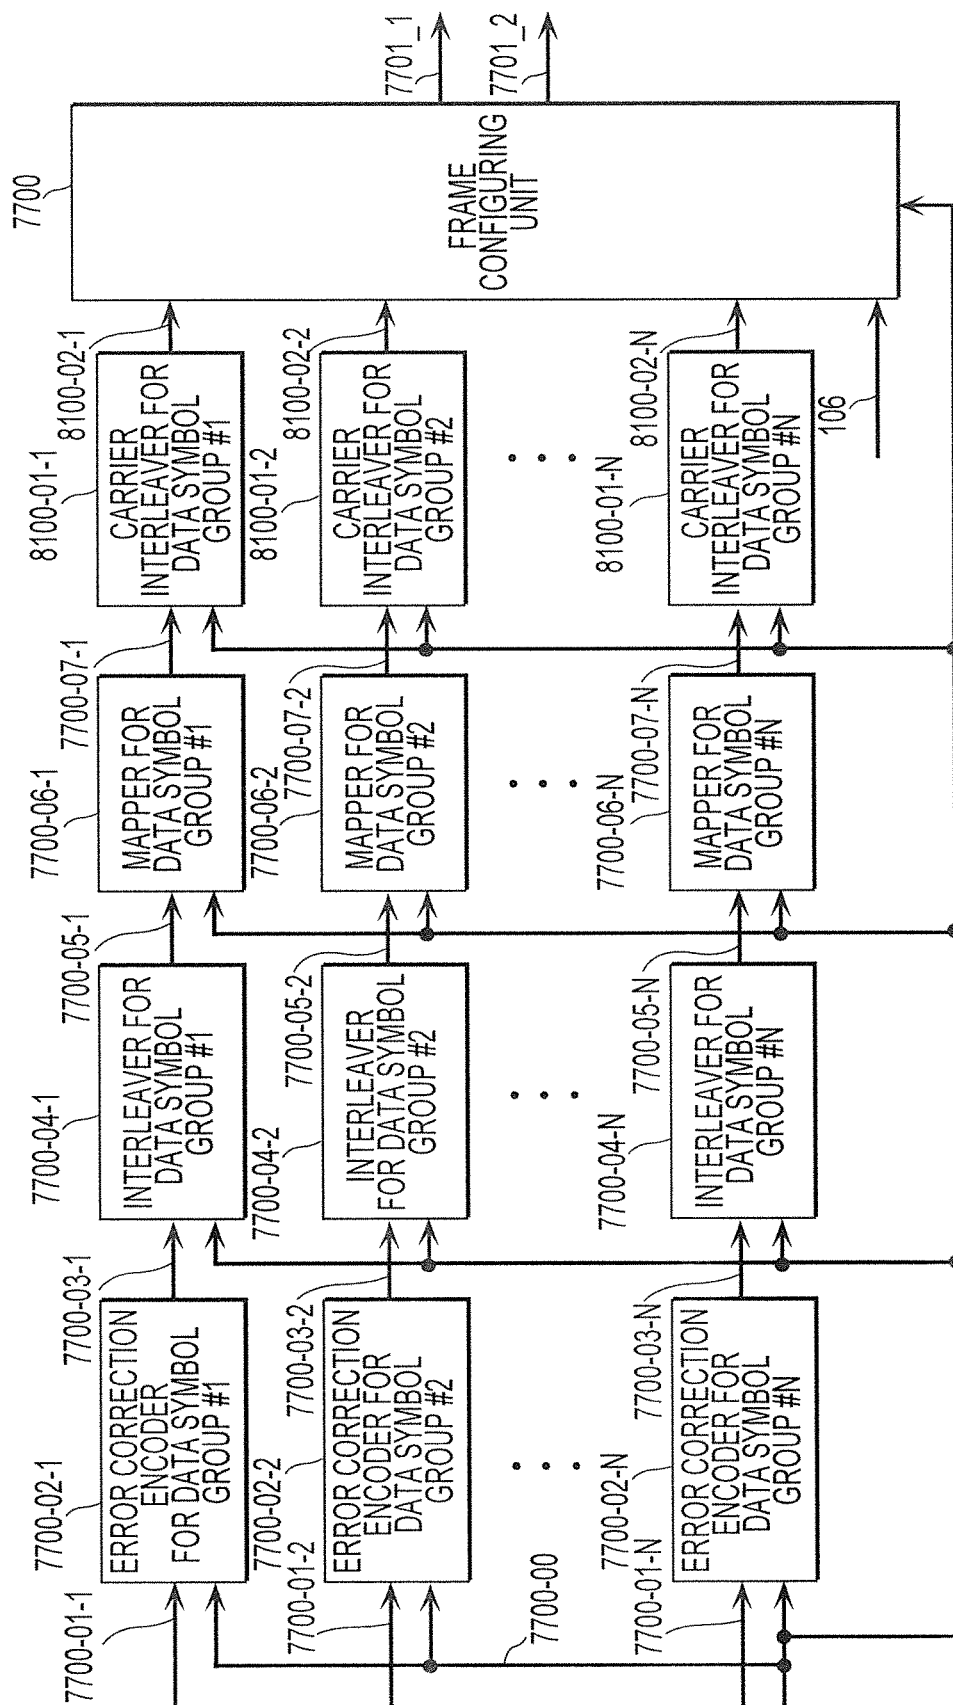 7700-01-1
7700-02-1
ERROR CORRECTION
ENCODER
FOR DATA SYMBOL
GROUP #1
7700-03-1
7700-04-1
INTERLEAVER FOR
DATA SYMBOL
GROUP #1
7700-05-1
7700-06-1
MAPPER FOR
DATA SYMBOL
GROUP #1
7700-07-1
8100-01-1
CARRIER
INTERLEAVER FOR
DATA SYMBOL
GROUP #1
8100-02-1
7700
FRAME
CONFIGURING
UNIT
7701_1
7701_2
7700-01-2
7700-02-2
ERROR CORRECTION
ENCODER FOR
DATA SYMBOL
GROUP #2
7700-03-2
7700-04-2
INTERLEAVER
FOR DATA SYMBOL
GROUP #2
7700-05-2
7700-06-2
MAPPER FOR
DATA SYMBOL
GROUP #2
7700-07-2
8100-01-2
CARRIER
INTERLEAVER FOR
DATA SYMBOL
GROUP #2
8100-02-2
7700-00
7700-01-N
7700-02-N
ERROR CORRECTION
ENCODER FOR
DATA SYMBOL
GROUP #N
7700-03-N
7700-04-N
INTERLEAVER FOR
DATA SYMBOL
GROUP #N
7700-05-N
7700-06-N
MAPPER FOR
DATA SYMBOL
GROUP #N
7700-07-N
8100-01-N
CARRIER
INTERLEAVER FOR
DATA SYMBOL
GROUP #N
8100-02-N
106